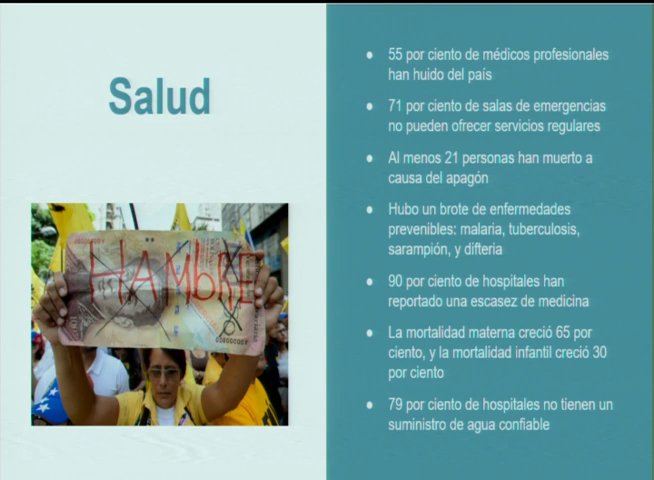 Salud
HAMbRE
55 por ciento de médicos profesionales
han huido del país
71 por ciento de salas de emergencias
no pueden ofrecer servicios regulares
Al menos 21 personas han muerto a
causa del apagón
Hubo un brote de enfermedades
prevenibles: malaria, tuberculosis,
sarampión, y difteria
90 por ciento de hospitales han
reportado una escasez de medicina
La mortalidad materna creció 65 por
ciento, y la mortalidad infantil creció 30
por ciento
79 por ciento de hospitales no tienen un
suministro de agua confiable